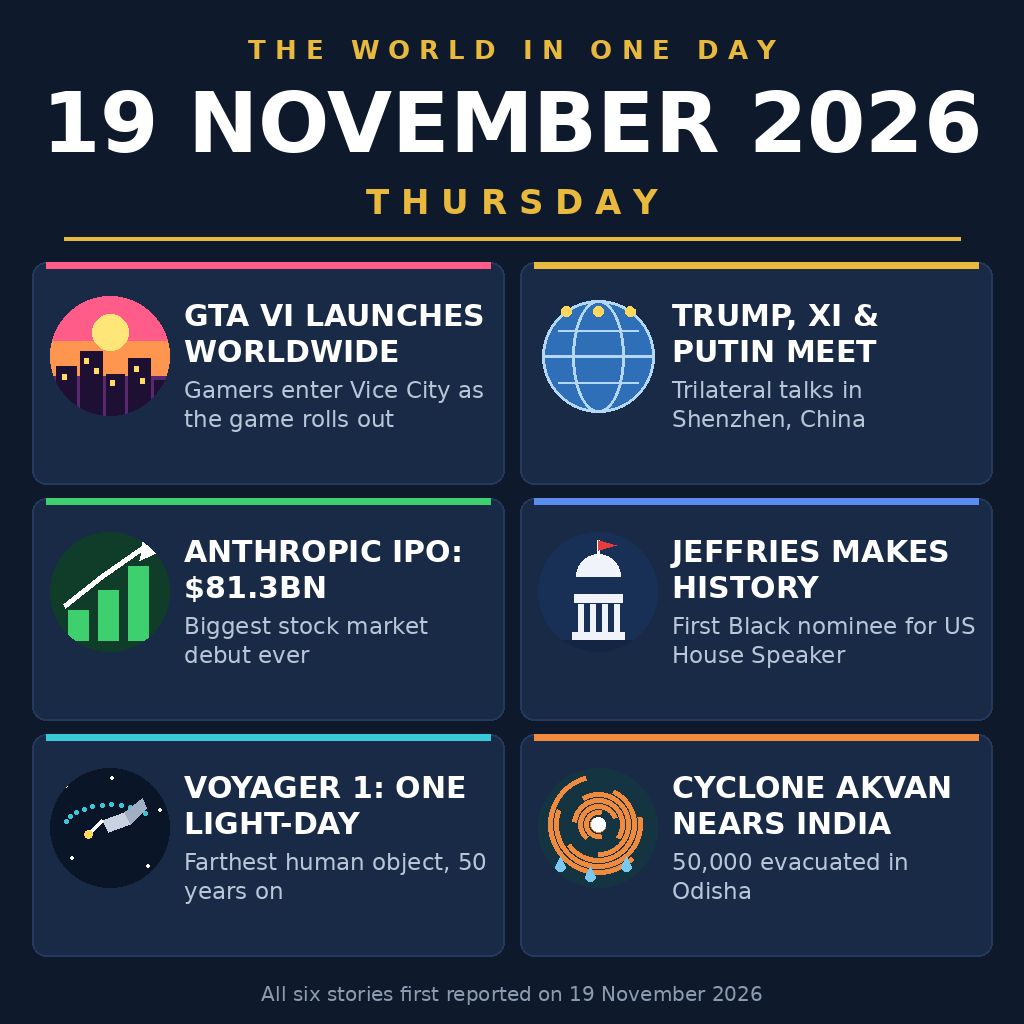 THE WORLD IN ONE DAY
19 NOVEMBER 2026
THURSDAY
GTA VI LAUNCHES
WORLDWIDE
Gamers enter Vice City as
the game rolls out
TRUMP, XI &
PUTIN MEET
Trilateral talks in
Shenzhen, China
ANTHROPIC IPO:
$81.3BN
Biggest stock market
debut ever
JEFFRIES MAKES
HISTORY
First Black nominee for US
House Speaker
VOYAGER 1: ONE
LIGHT-DAY
Farthest human object, 50
years on
CYCLONE AKVAN
NEARS INDIA
50,000 evacuated in
Odisha
All six stories first reported on 19 November 2026